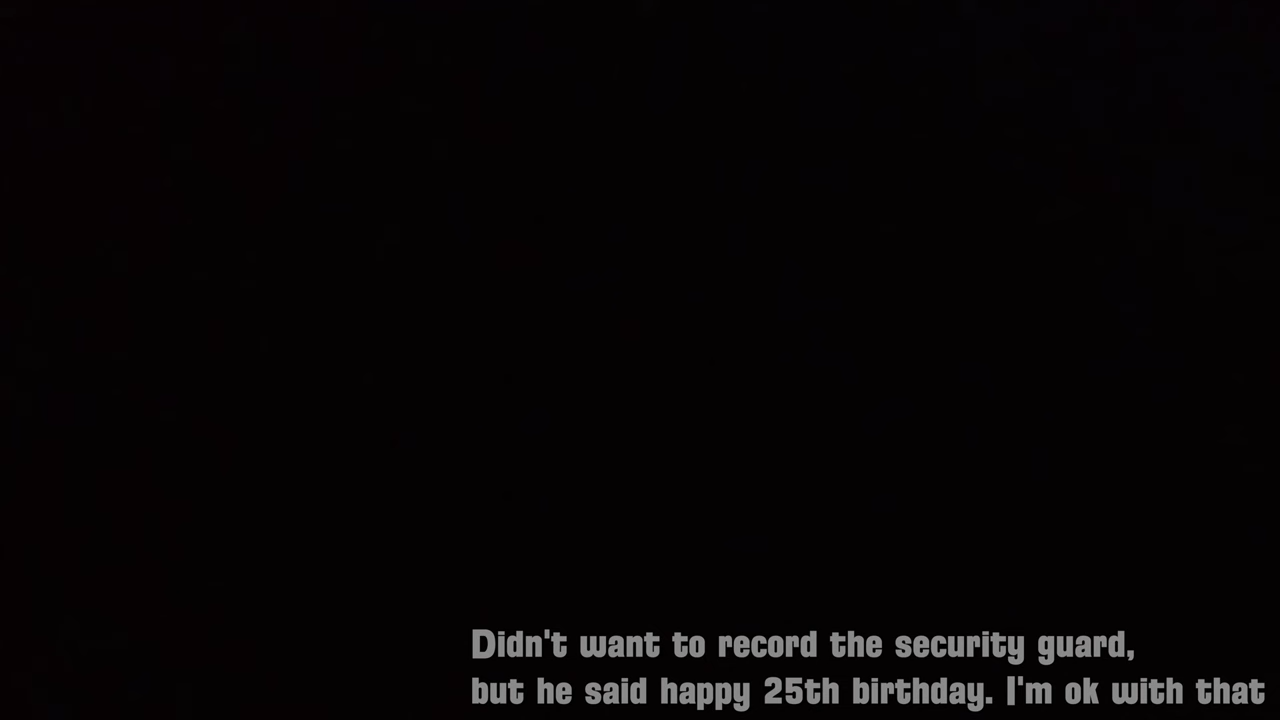 Didn't want to record the security guard,
but he said happy 25th birthday. I'm ok with that